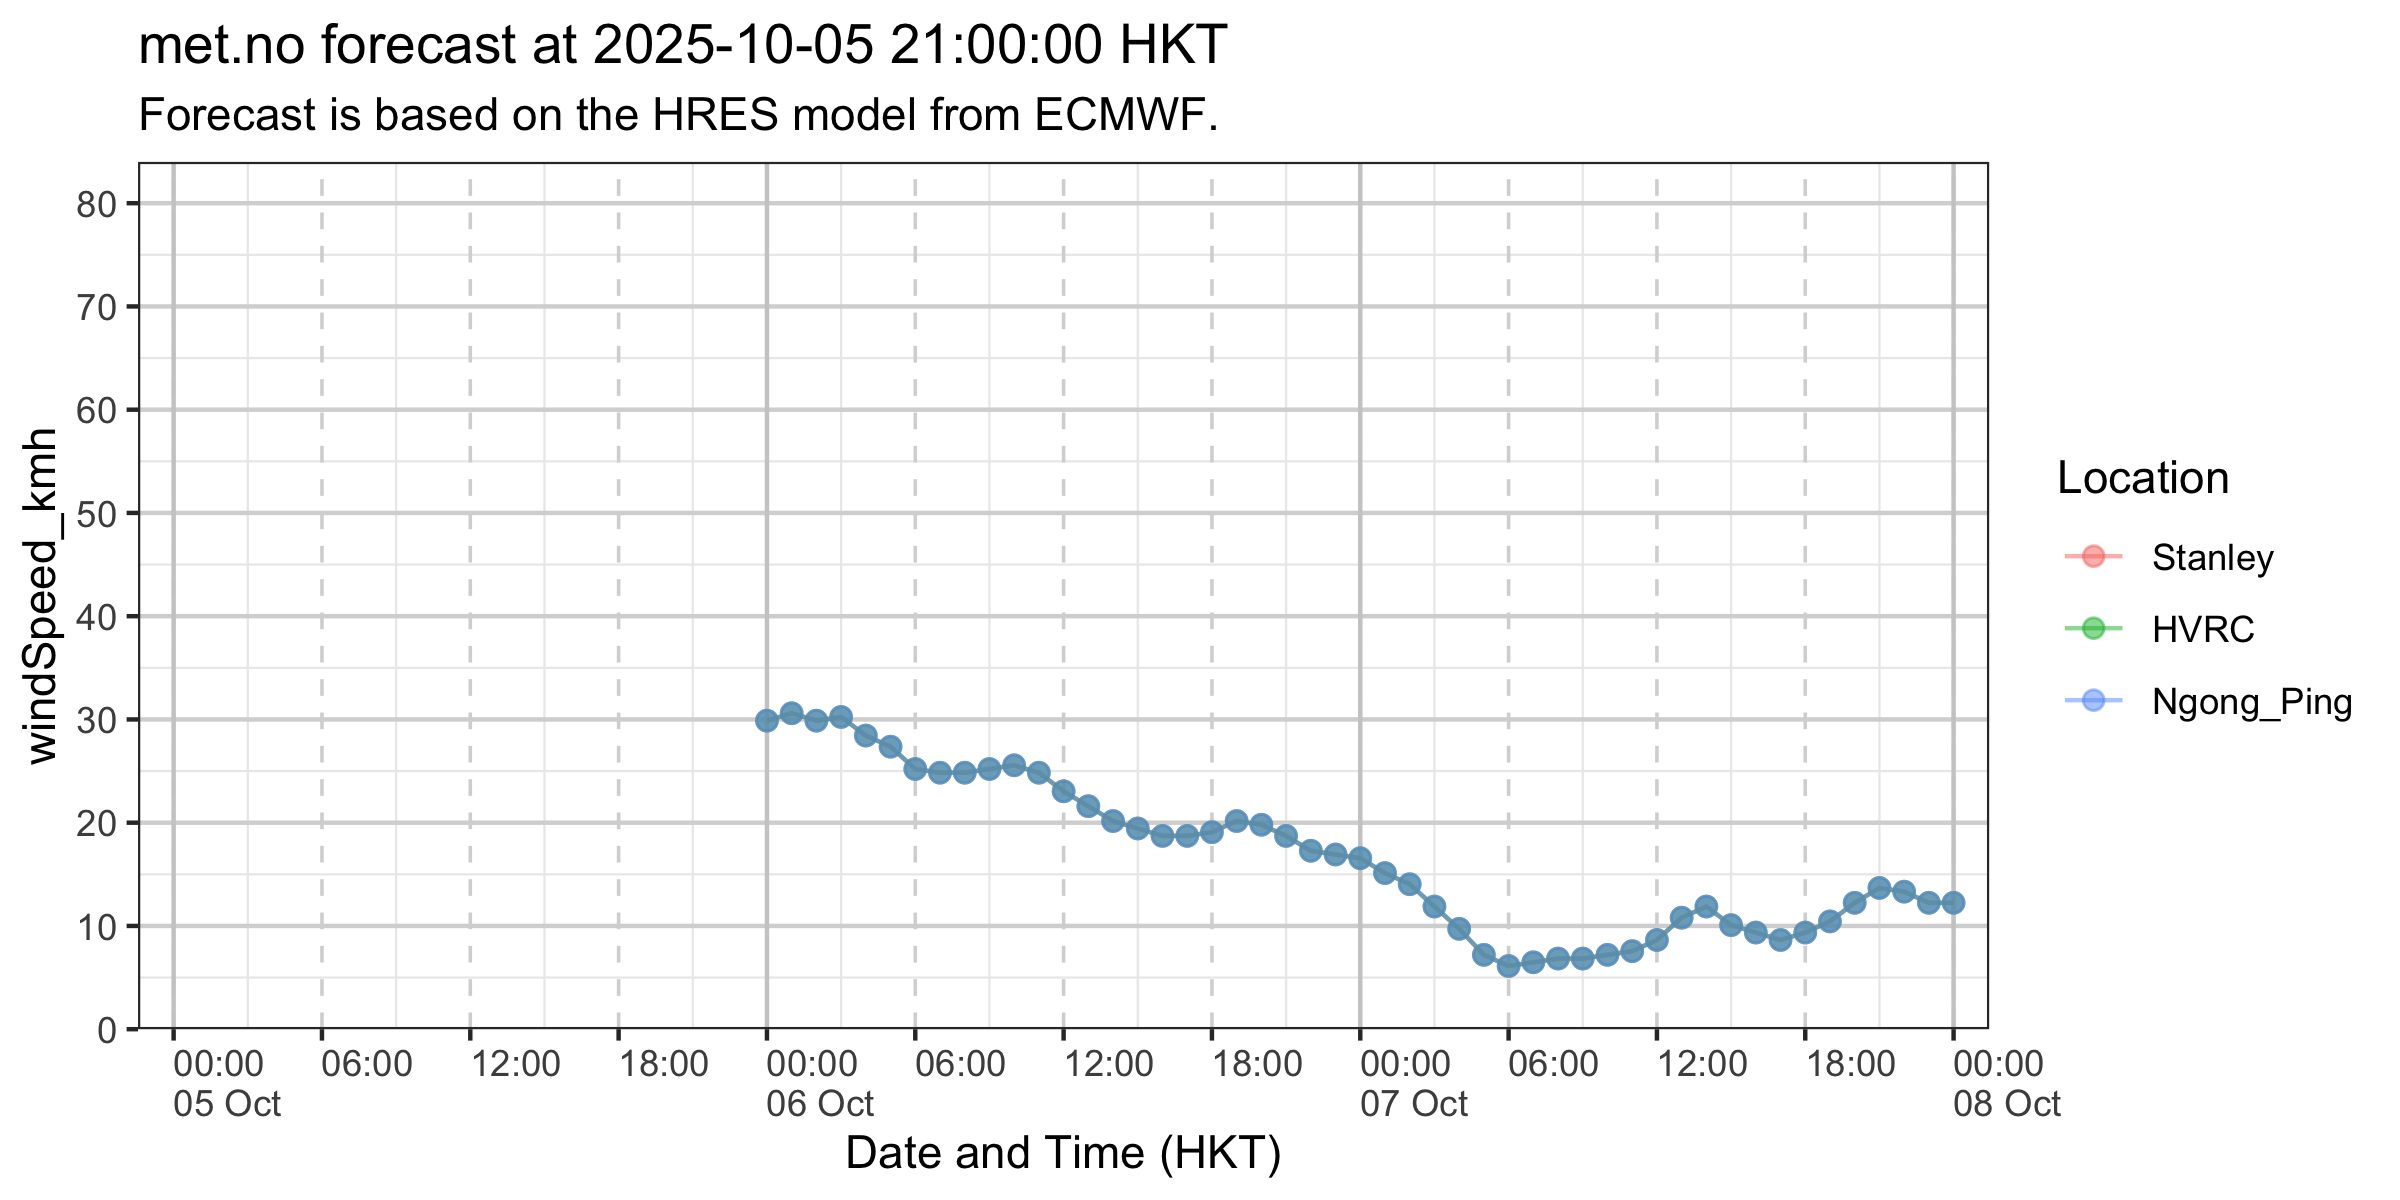 met.no forecast at 2025-10-05 21:00:00 HKT
Forecast is based on the HRES model from ECMWF.
windSpeed_kmh
80
70
60
50
40
30
20
10
0
00:00 06:00 12:00 18:00 00:00 06:00 12:00 18:00 00:00 06:00 12:00 18:00 00:00
05 Oct 06 Oct 07 Oct 08 Oct
Date and Time (HKT)
Location
Stanley
HVRC
Ngong_Ping